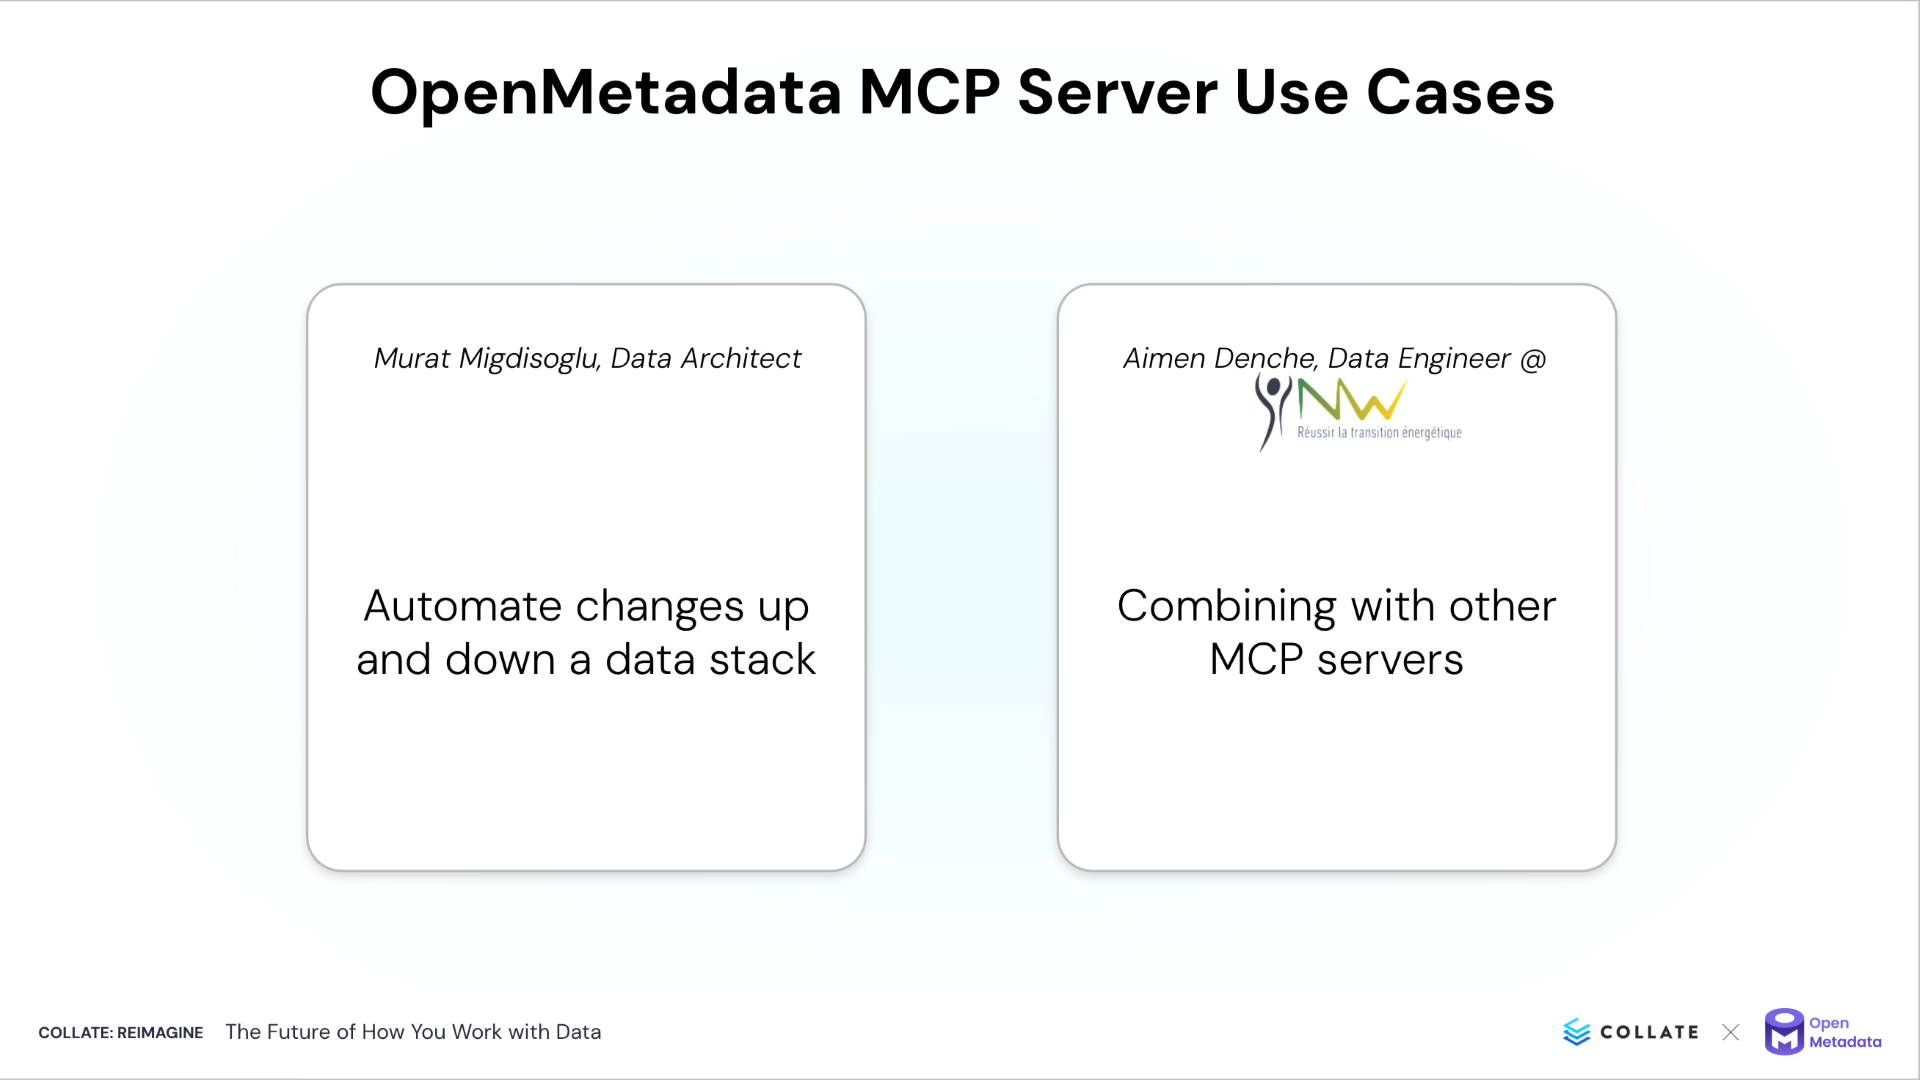 OpenMetadata MCP Server Use Cases
Murat Migdisoglu, Data Architect
Automate changes up
and down a data stack
Aimen Denche, Data Engineer @
NW
Réussir la transition énergétique
Combining with other
MCP servers
COLLATE: REIMAGINE The Future of How You Work with Data
COLLATE
Open
Metadata